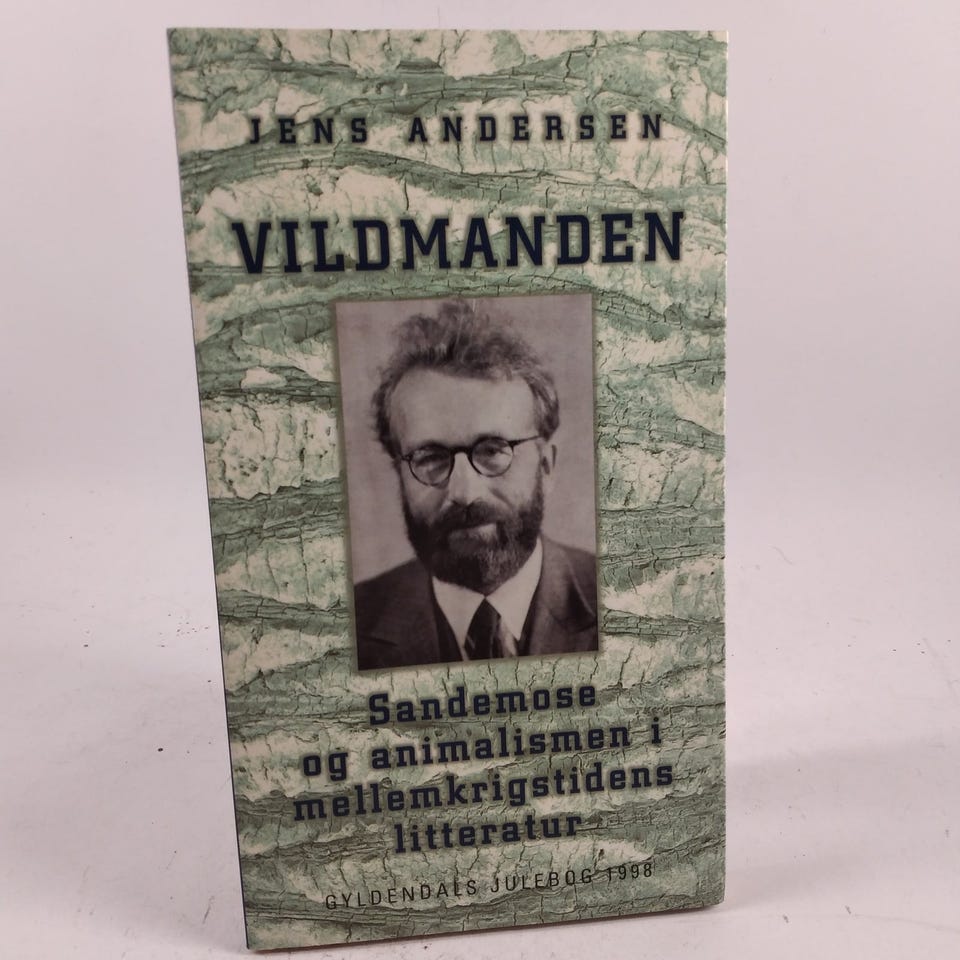 JENS ANDERSEN
VILDMANDEN
Sandemose
og animalismen i
mellemkrigstidens
litteratur
GYLDENDALS JULEBOG 1998